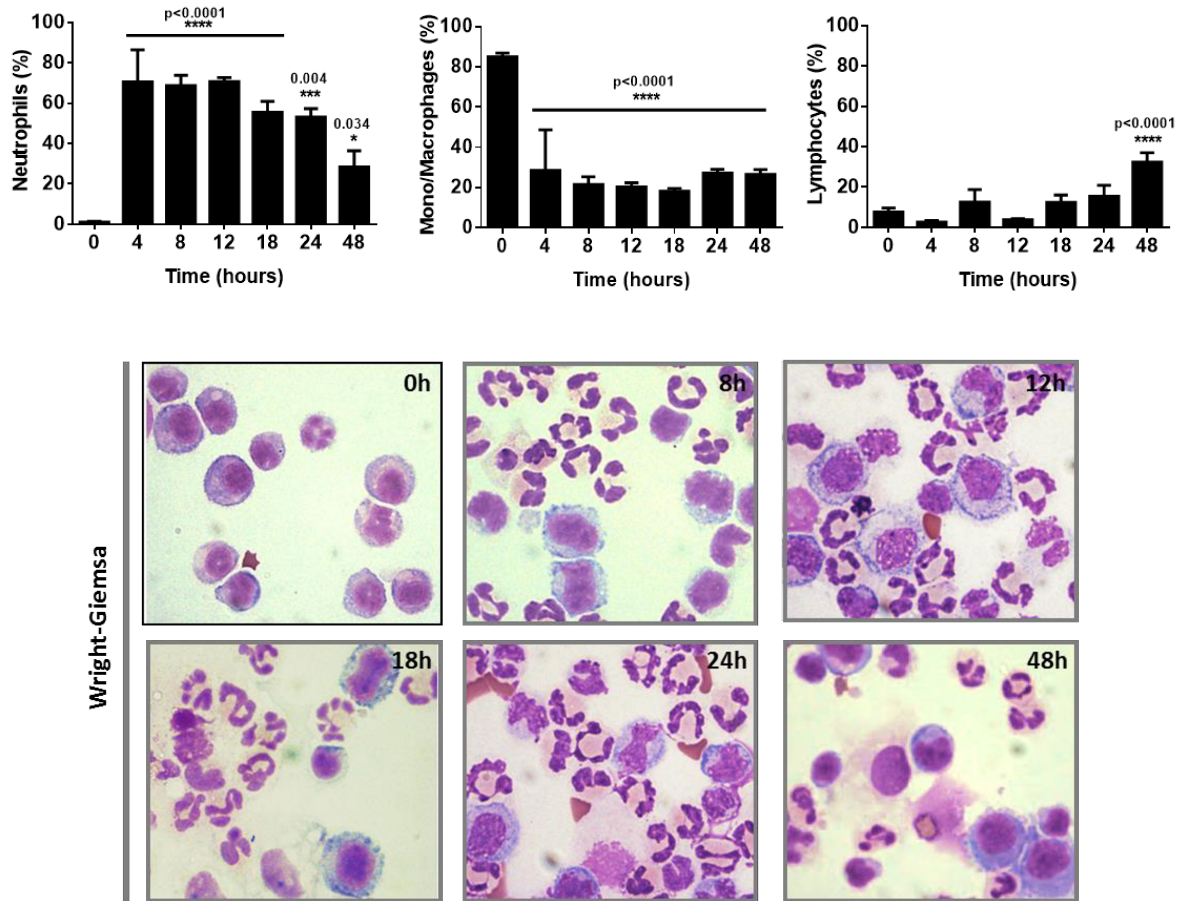 p<0.0001
****
0.004
***
0.034
*
Neutrophils (%)
100
80
60
40
20
0
0 4 8 12 18 24 48
Time (hours)
p<0.0001
****
Mono/Macrophages (%)
100
80
60
40
20
0
0 4 8 12 18 24 48
Time (hours)
p<0.0001
****
Lymphocytes (%)
100
80
60
40
20
0
0 4 8 12 18 24 48
Time (hours)
Wright-Giemsa
0h
8h
12h
18h
24h
48h